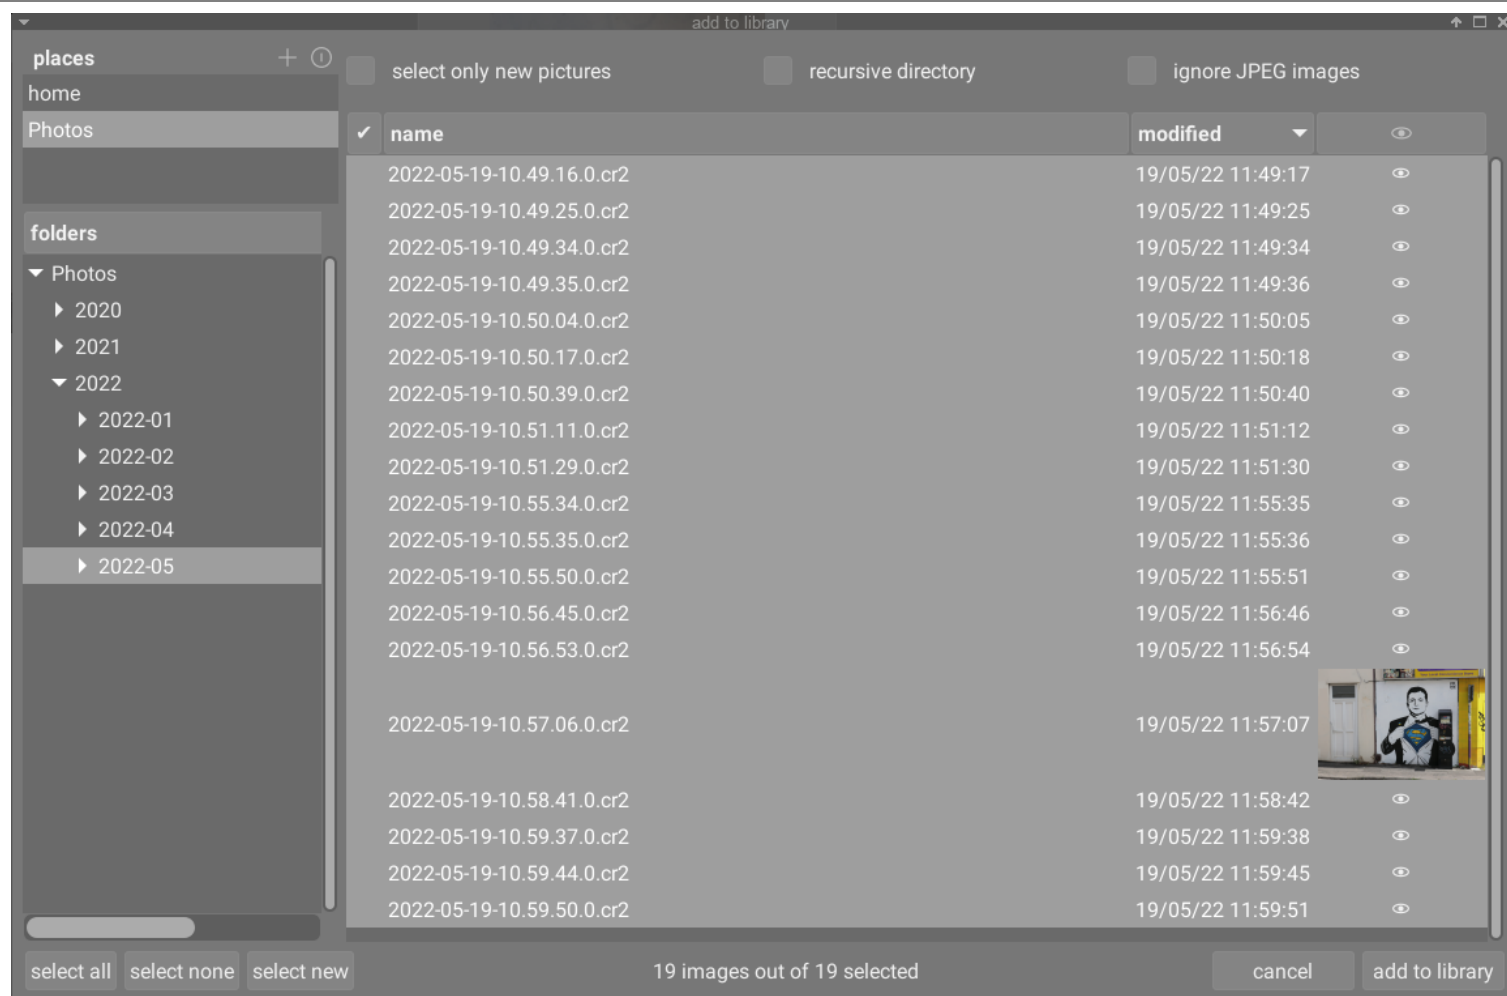 add to library
places
home
Photos
folders
Photos
2020
2021
2022
2022-01
2022-02
2022-03
2022-04
2022-05
select only new pictures recursive directory ignore JPEG images
✔ name modified
2022-05-19-10.49.16.0.cr2 19/05/22 11:49:17
2022-05-19-10.49.25.0.cr2 19/05/22 11:49:25
2022-05-19-10.49.34.0.cr2 19/05/22 11:49:34
2022-05-19-10.49.35.0.cr2 19/05/22 11:49:36
2022-05-19-10.50.04.0.cr2 19/05/22 11:50:05
2022-05-19-10.50.17.0.cr2 19/05/22 11:50:18
2022-05-19-10.50.39.0.cr2 19/05/22 11:50:40
2022-05-19-10.51.11.0.cr2 19/05/22 11:51:12
2022-05-19-10.51.29.0.cr2 19/05/22 11:51:30
2022-05-19-10.55.34.0.cr2 19/05/22 11:55:35
2022-05-19-10.55.35.0.cr2 19/05/22 11:55:36
2022-05-19-10.55.50.0.cr2 19/05/22 11:55:51
2022-05-19-10.56.45.0.cr2 19/05/22 11:56:46
2022-05-19-10.56.53.0.cr2 19/05/22 11:56:54
2022-05-19-10.57.06.0.cr2 19/05/22 11:57:07
2022-05-19-10.58.41.0.cr2 19/05/22 11:58:42
2022-05-19-10.59.37.0.cr2 19/05/22 11:59:38
2022-05-19-10.59.44.0.cr2 19/05/22 11:59:45
2022-05-19-10.59.50.0.cr2 19/05/22 11:59:51
select all select none select new 19 images out of 19 selected cancel add to library